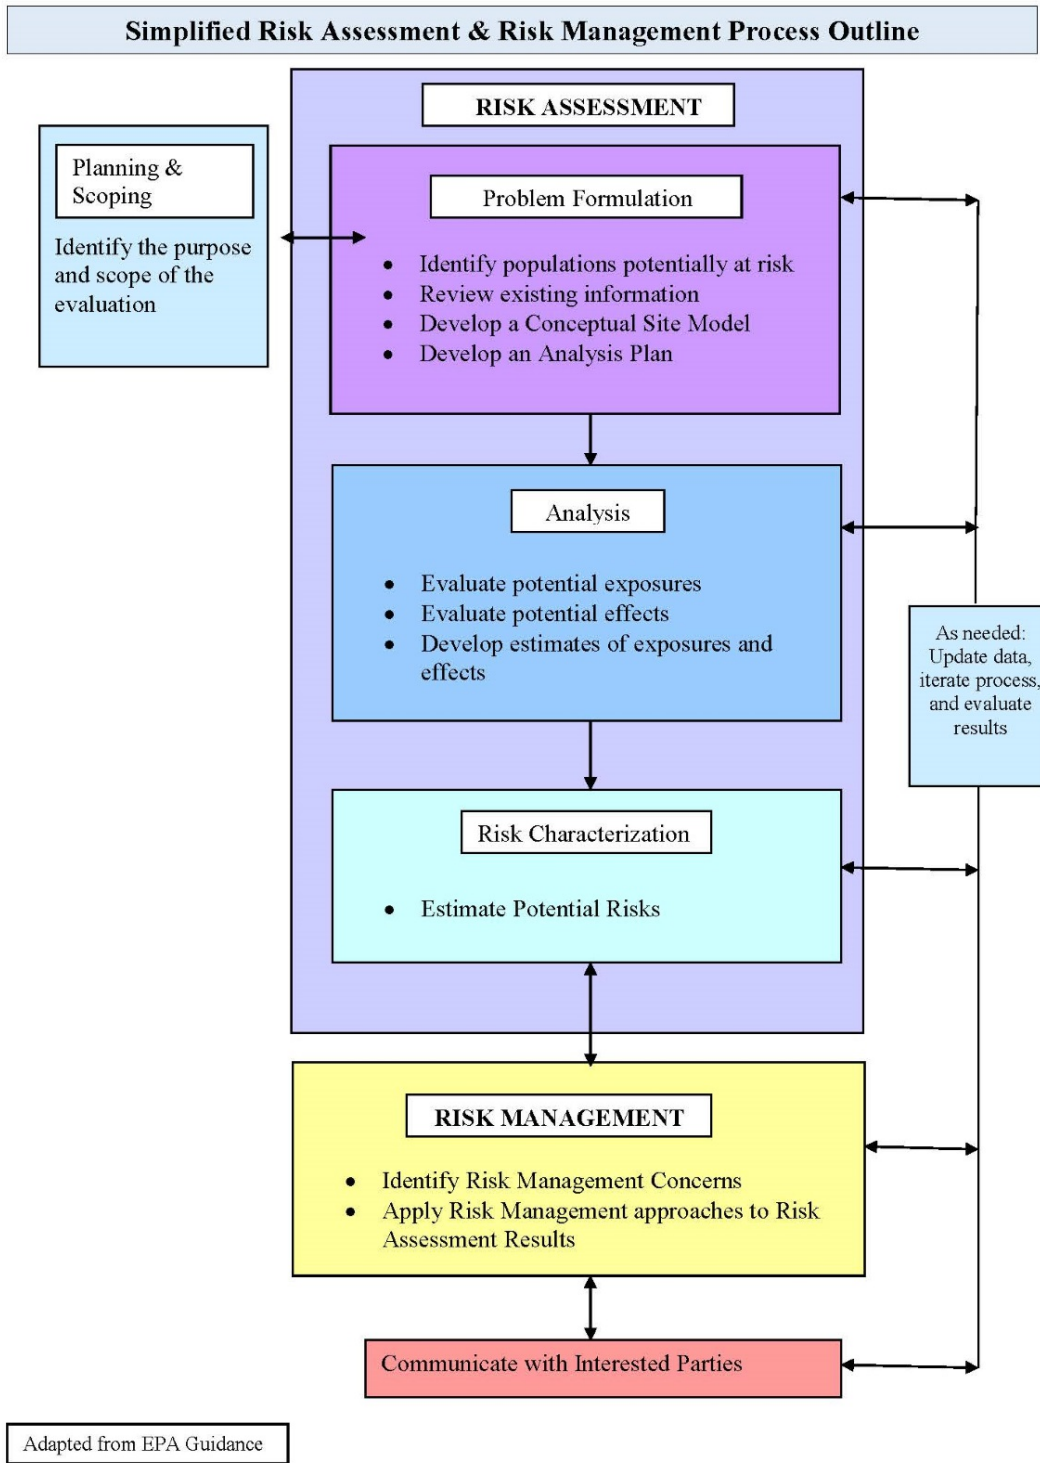 Simplified Risk Assessment & Risk Management Process Outline
RISK ASSESSMENT
Planning &
Scoping
Identify the purpose
and scope of the
evaluation
Problem Formulation
• Identify populations potentially at risk
• Review existing information
• Develop a Conceptual Site Model
• Develop an Analysis Plan
Analysis
• Evaluate potential exposures
• Evaluate potential effects
• Develop estimates of exposures and
effects
As needed:
Update data,
iterate process,
and evaluate
results
Risk Characterization
• Estimate Potential Risks
RISK MANAGEMENT
• Identify Risk Management Concerns
• Apply Risk Management approaches to Risk
Assessment Results
Communicate with Interested Parties
Adapted from EPA Guidance